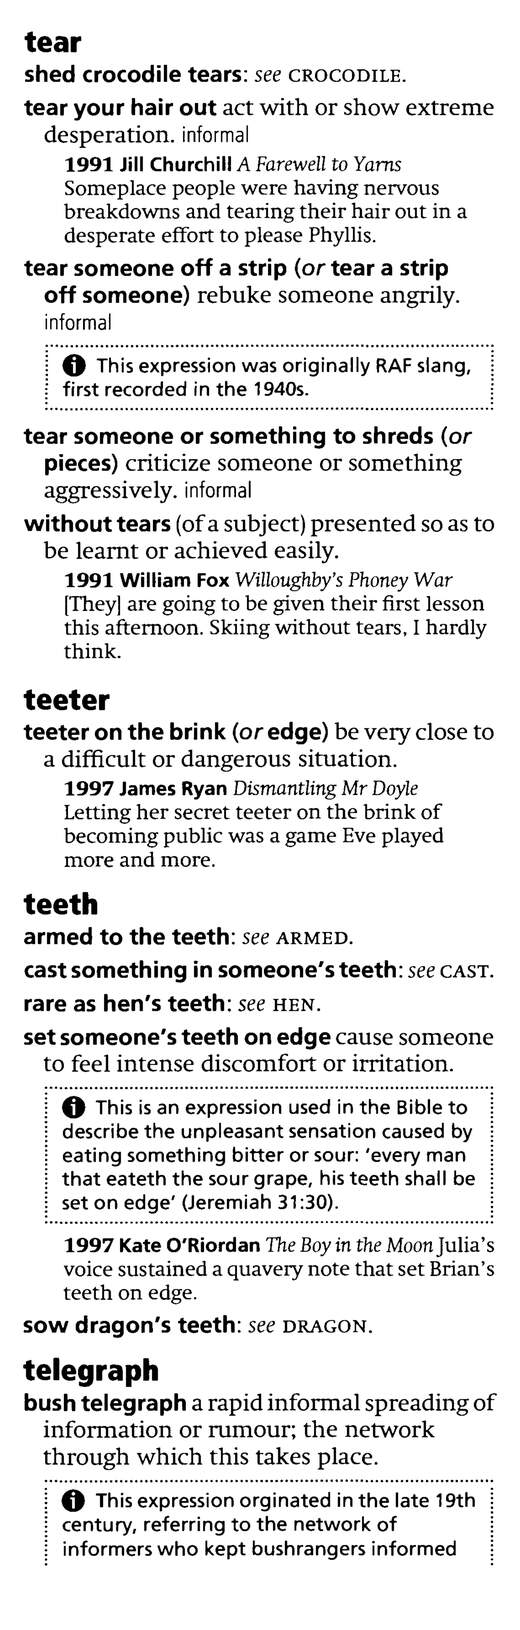 tear
shed crocodile tears: see CROCODILE.
tear your hair out act with or show extreme
desperation. informal
1991 Jill Churchill A Farewell to Yarns
Someplace people were having nervous
breakdowns and tearing their hair out in a
desperate effort to please Phyllis.
tear someone off a strip (or tear a strip
off someone) rebuke someone angrily.
informal
This expression was originally RAF slang,
first recorded in the 1940s.
tear someone or something to shreds (or
pieces) criticize someone or something
aggressively. informal
without tears (of a subject) presented so as to
be learnt or achieved easily.
1991 William Fox Willoughby's Phoney War
[They] are going to be given their first lesson
this afternoon. Skiing without tears, I hardly
think.
teeter
teeter on the brink (or edge) be very close to
a difficult or dangerous situation.
1997 James Ryan Dismantling Mr Doyle
Letting her secret teeter on the brink of
becoming public was a game Eve played
more and more.
teeth
armed to the teeth: see ARMED.
cast something in someone's teeth: see CAST.
rare as hen's teeth: see HEN.
set someone's teeth on edge cause someone
to feel intense discomfort or irritation.
This is an expression used in the Bible to
describe the unpleasant sensation caused by
eating something bitter or sour: 'every man
that eateth the sour grape, his teeth shall be
set on edge' (Jeremiah 31:30).
1997 Kate O'Riordan The Boy in the Moon Julia's
voice sustained a quavery note that set Brian's
teeth on edge.
sow dragon's teeth: see DRAGON.
telegraph
bush telegraph a rapid informal spreading of
information or rumour; the network
through which this takes place.
This expression orginated in the late 19th
century, referring to the network of
informers who kept bushrangers informed